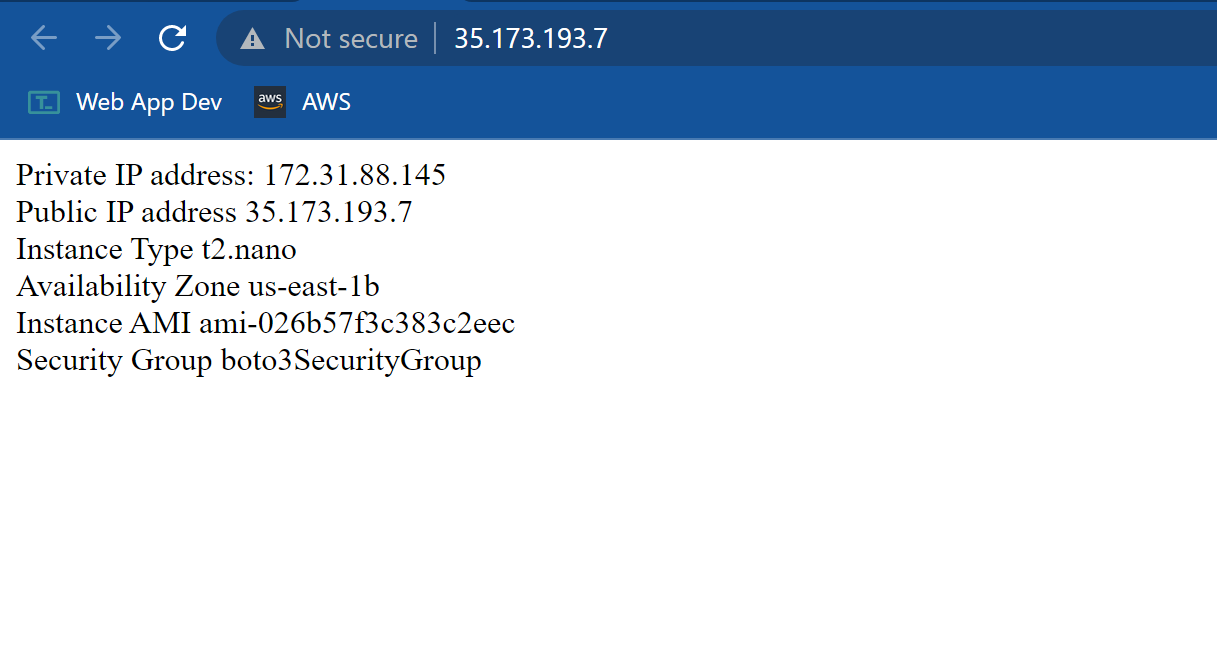 Not secure 35.173.193.7
T_ Web App Dev aws AWS
Private IP address: 172.31.88.145
Public IP address 35.173.193.7
Instance Type t2.nano
Availability Zone us-east-1b
Instance AMI ami-026b57f3c383c2eec
Security Group boto3SecurityGroup